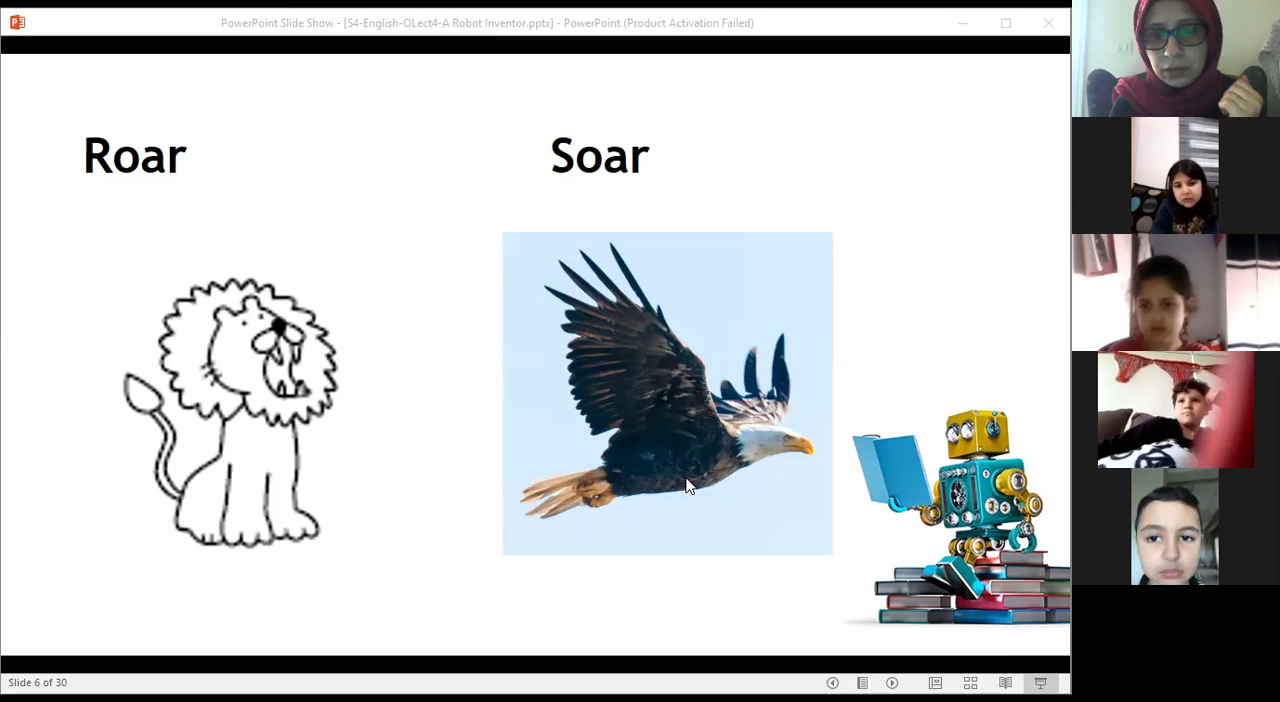 PowerPoint Slide Show - [S4-English-OLect4-A Robot Inventor.pptx] - PowerPoint (Product Activation Failed)
Roar
Soar
Slide 6 of 30